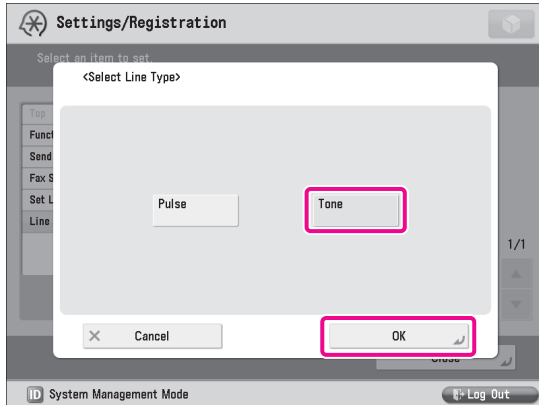 Settings/Registration
Select an item to set.
<Select Line Type>
Top
Funct
Send
Fax S
Set L
Line
Pulse
Tone
1/1
Cancel
OK
Close
ID System Management Mode
Log Out